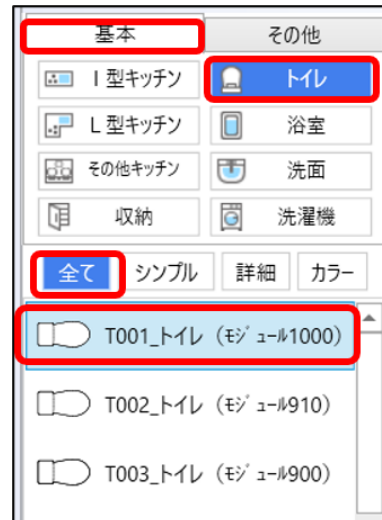 基本 その他
I型キッチン トイレ
L型キッチン 浴室
その他キッチン 洗面
収納 洗濯機
全て シンプル 詳細 カラー
T001_トイレ（ﾓｼﾞｭｰﾙ1000）
T002_トイレ（ﾓｼﾞｭｰﾙ910）
T003_トイレ（ﾓｼﾞｭｰﾙ900）